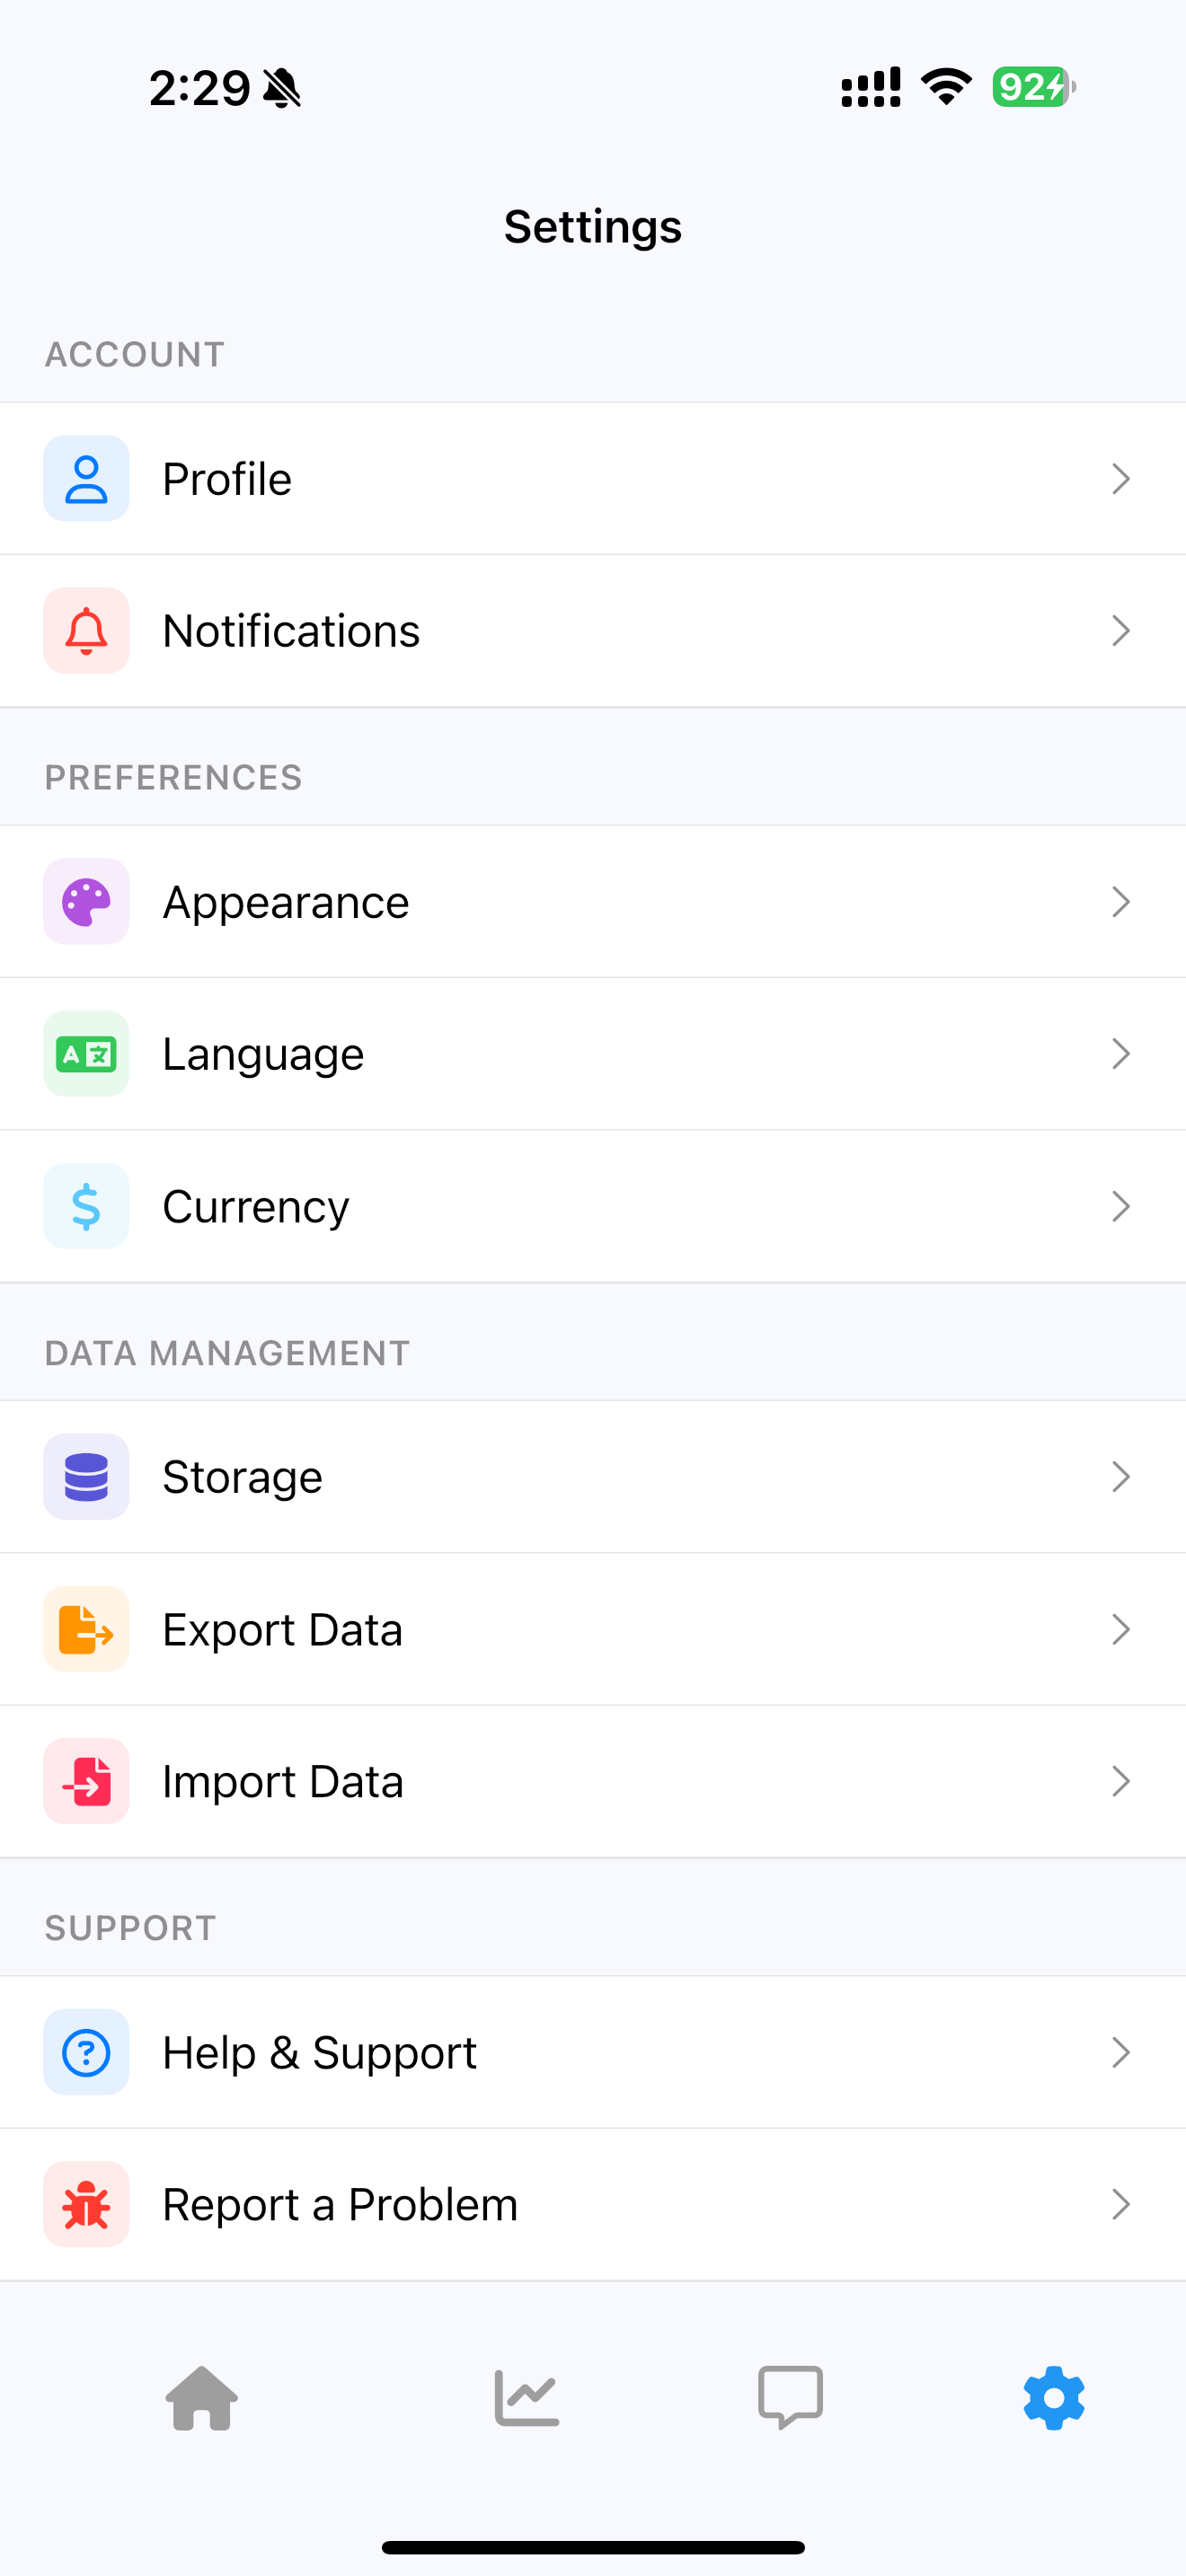 2:29
92
Settings
ACCOUNT
Profile
Notifications
PREFERENCES
Appearance
A 文
Language
$
Currency
DATA MANAGEMENT
Storage
Export Data
Import Data
SUPPORT
?
Help & Support
Report a Problem